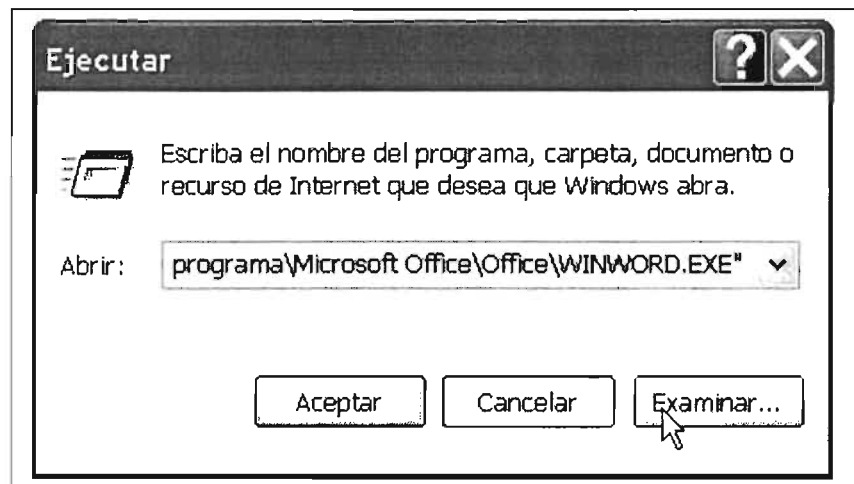 Ejecutar
Escriba el nombre del programa, carpeta, documento o
recurso de Internet que desea que Windows abra.
Abrir: programa\Microsoft Office\Office\WINWORD.EXE"
Aceptar Cancelar Examinar...